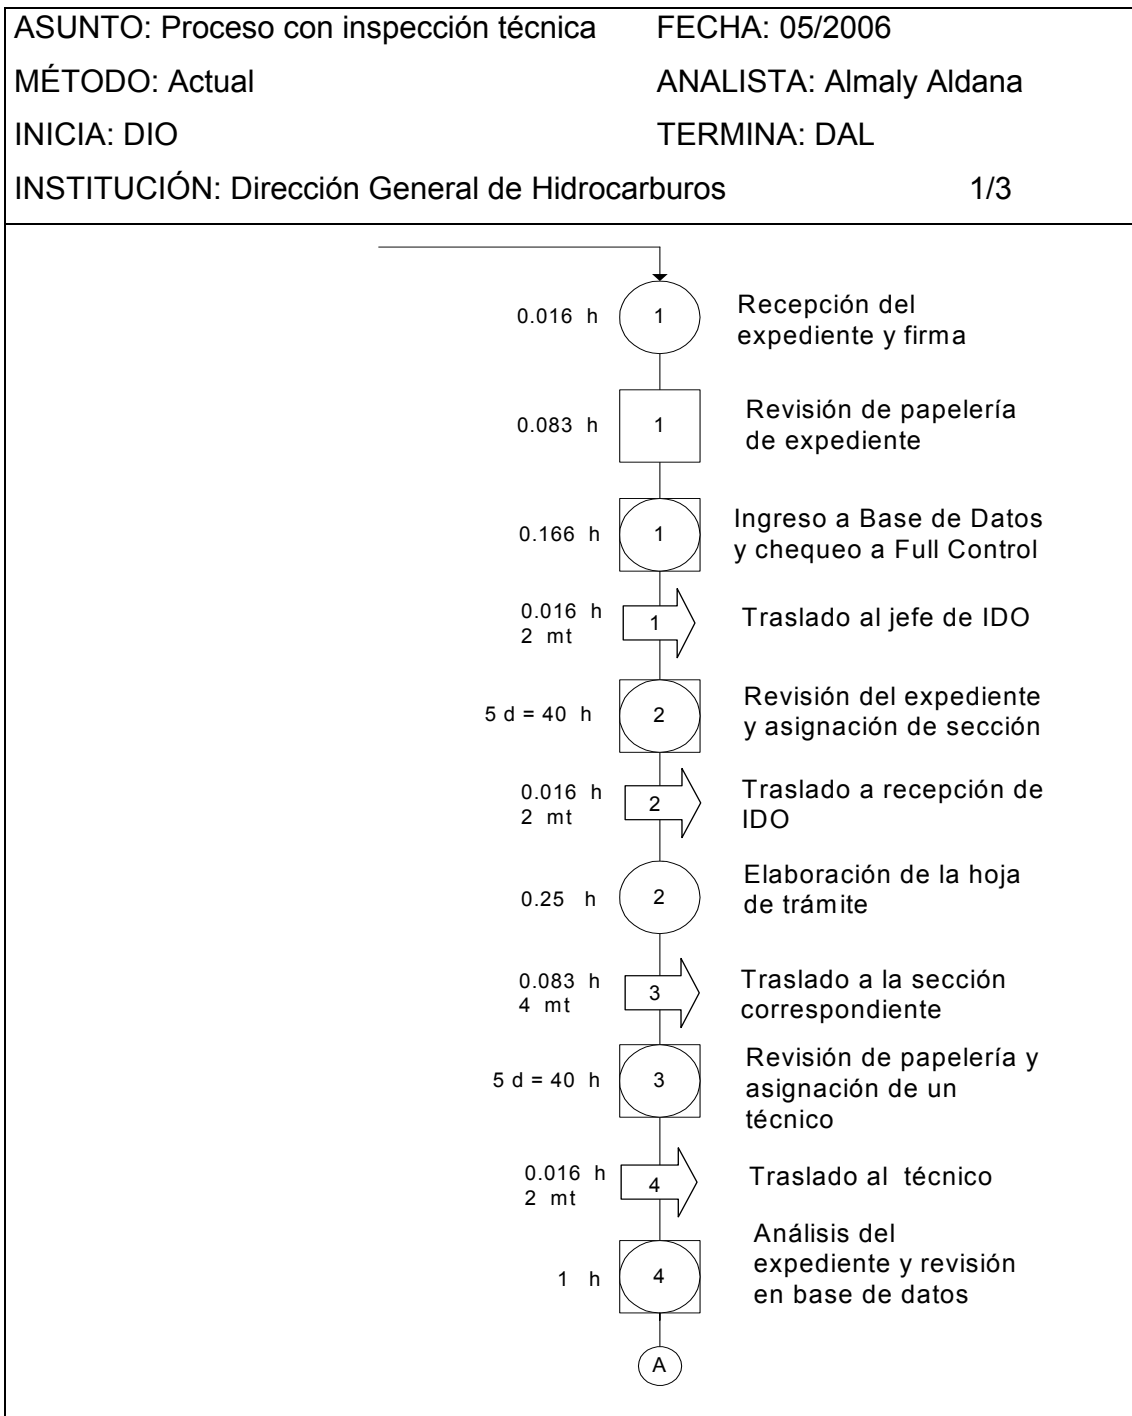 ASUNTO: Proceso con inspección técnica FECHA: 05/2006
MÉTODO: Actual ANALISTA: Almaly Aldana
INICIA: DIO TERMINA: DAL
INSTITUCIÓN: Dirección General de Hidrocarburos 1/3
0.016 h 1 Recepción del
expediente y firma
0.083 h 1 Revisión de papelería
de expediente
0.166 h 1 Ingreso a Base de Datos
y chequeo a Full Control
0.016 h
2 mt 1 Traslado al jefe de IDO
5 d = 40 h 2 Revisión del expediente
y asignación de sección
0.016 h
2 mt 2 Traslado a recepción de
IDO
0.25 h 2 Elaboración de la hoja
de trámite
0.083 h
4 mt 3 Traslado a la sección
correspondiente
5 d = 40 h 3 Revisión de papelería y
asignación de un
técnico
0.016 h
2 mt 4 Traslado al técnico
1 h 4 Análisis del
expediente y revisión
en base de datos
A